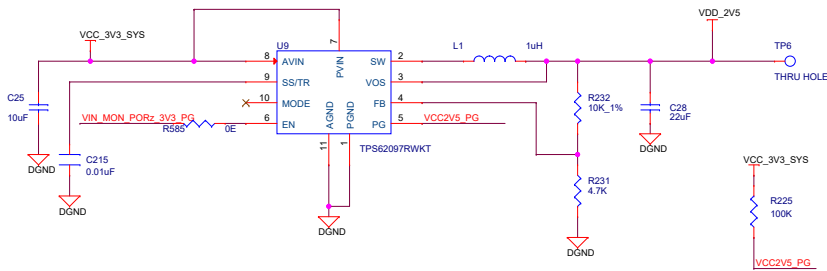 VCC_3V3_SYS
VDD_2V5
U9
7
PVIN
8
AVIN
SW
2
L1
1uH
TP6
THRU HOLE
9
SS/TR
VOS
3
10
MODE
FB
4
6
EN
PG
5
VCC2V5_PG
AGND
PGND
11
1
TPS62097RWKT
C25
10uF
VIN_MON_PORz_3V3_PG
R585
0E
DGND
C215
0.01uF
DGND
DGND
R232
10K_1%
C28
22uF
DGND
R231
4.7K
DGND
VCC_3V3_SYS
R225
100K
VCC2V5_PG